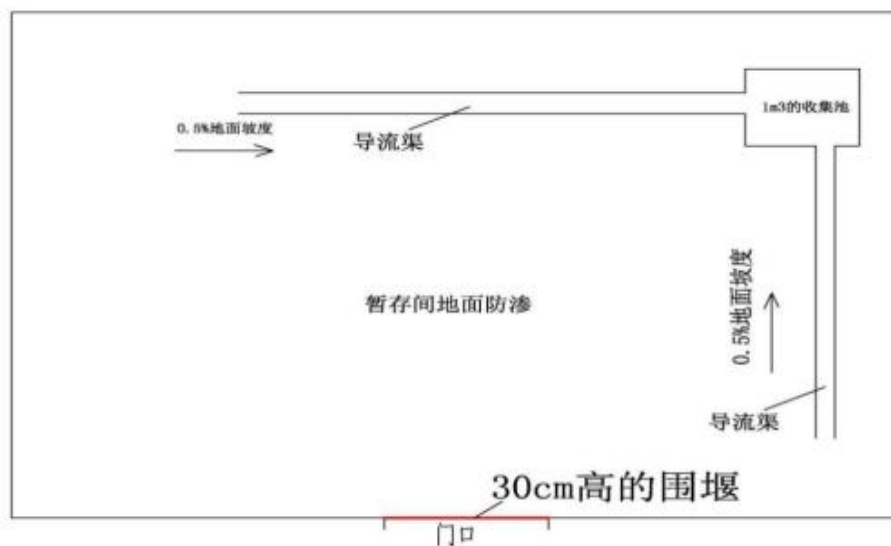 1m3的收集池
0.5%地面坡度
导流渠
暂存间地面防渗
0.5%地面坡度
导流渠
30cm高的围堰
门口